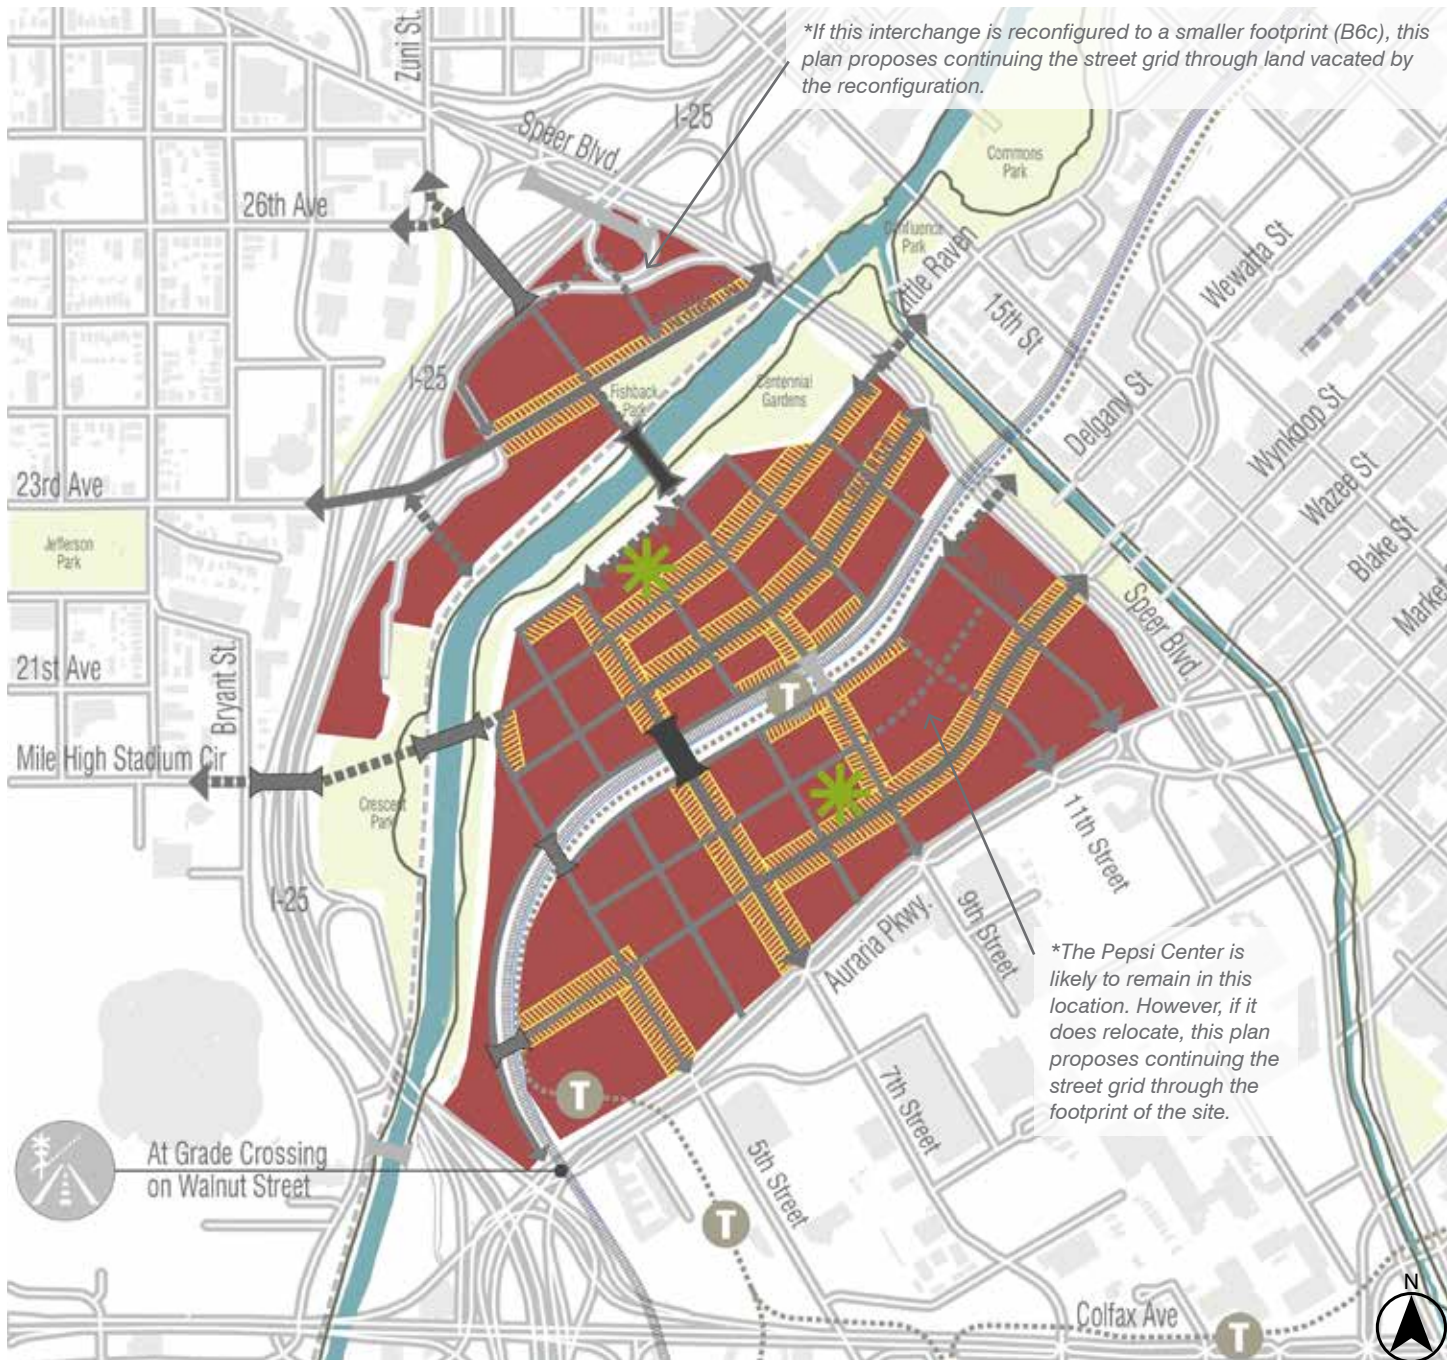 *If this interchange is reconfigured to a smaller footprint (B6c), this
plan proposes continuing the street grid through land vacated by
the reconfiguration.
Zuni St.
I-25
Speer Blvd.
Commons
Park
26th Ave
Confluence
Park
Little Raven
Wewatta St
15th St
I-25
Fishback
Park
Centennial
Gardens
Delgany St
Wynkoop St
23rd Ave
Wazee St
Jefferson
Park
Blake St
Market
Speer Blvd.
21st Ave
Bryant St.
T
Mile High Stadium Cir
Crescent
Park
11th Street
I-25
9th Street
Auraria Pkwy.
*The Pepsi Center is
likely to remain in this
location. However, if it
does relocate, this plan
proposes continuing the
street grid through the
footprint of the site.
7th Street
T
At Grade Crossing
on Walnut Street
5th Street
T
N
Colfax Ave
T